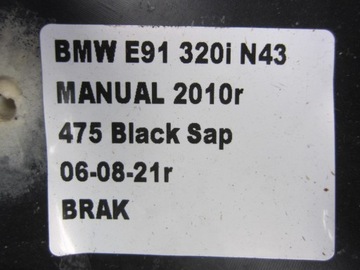 BMW E91 320i N43
MANUAL 2010r
475 Black Sap
06-08-21r
BRAK